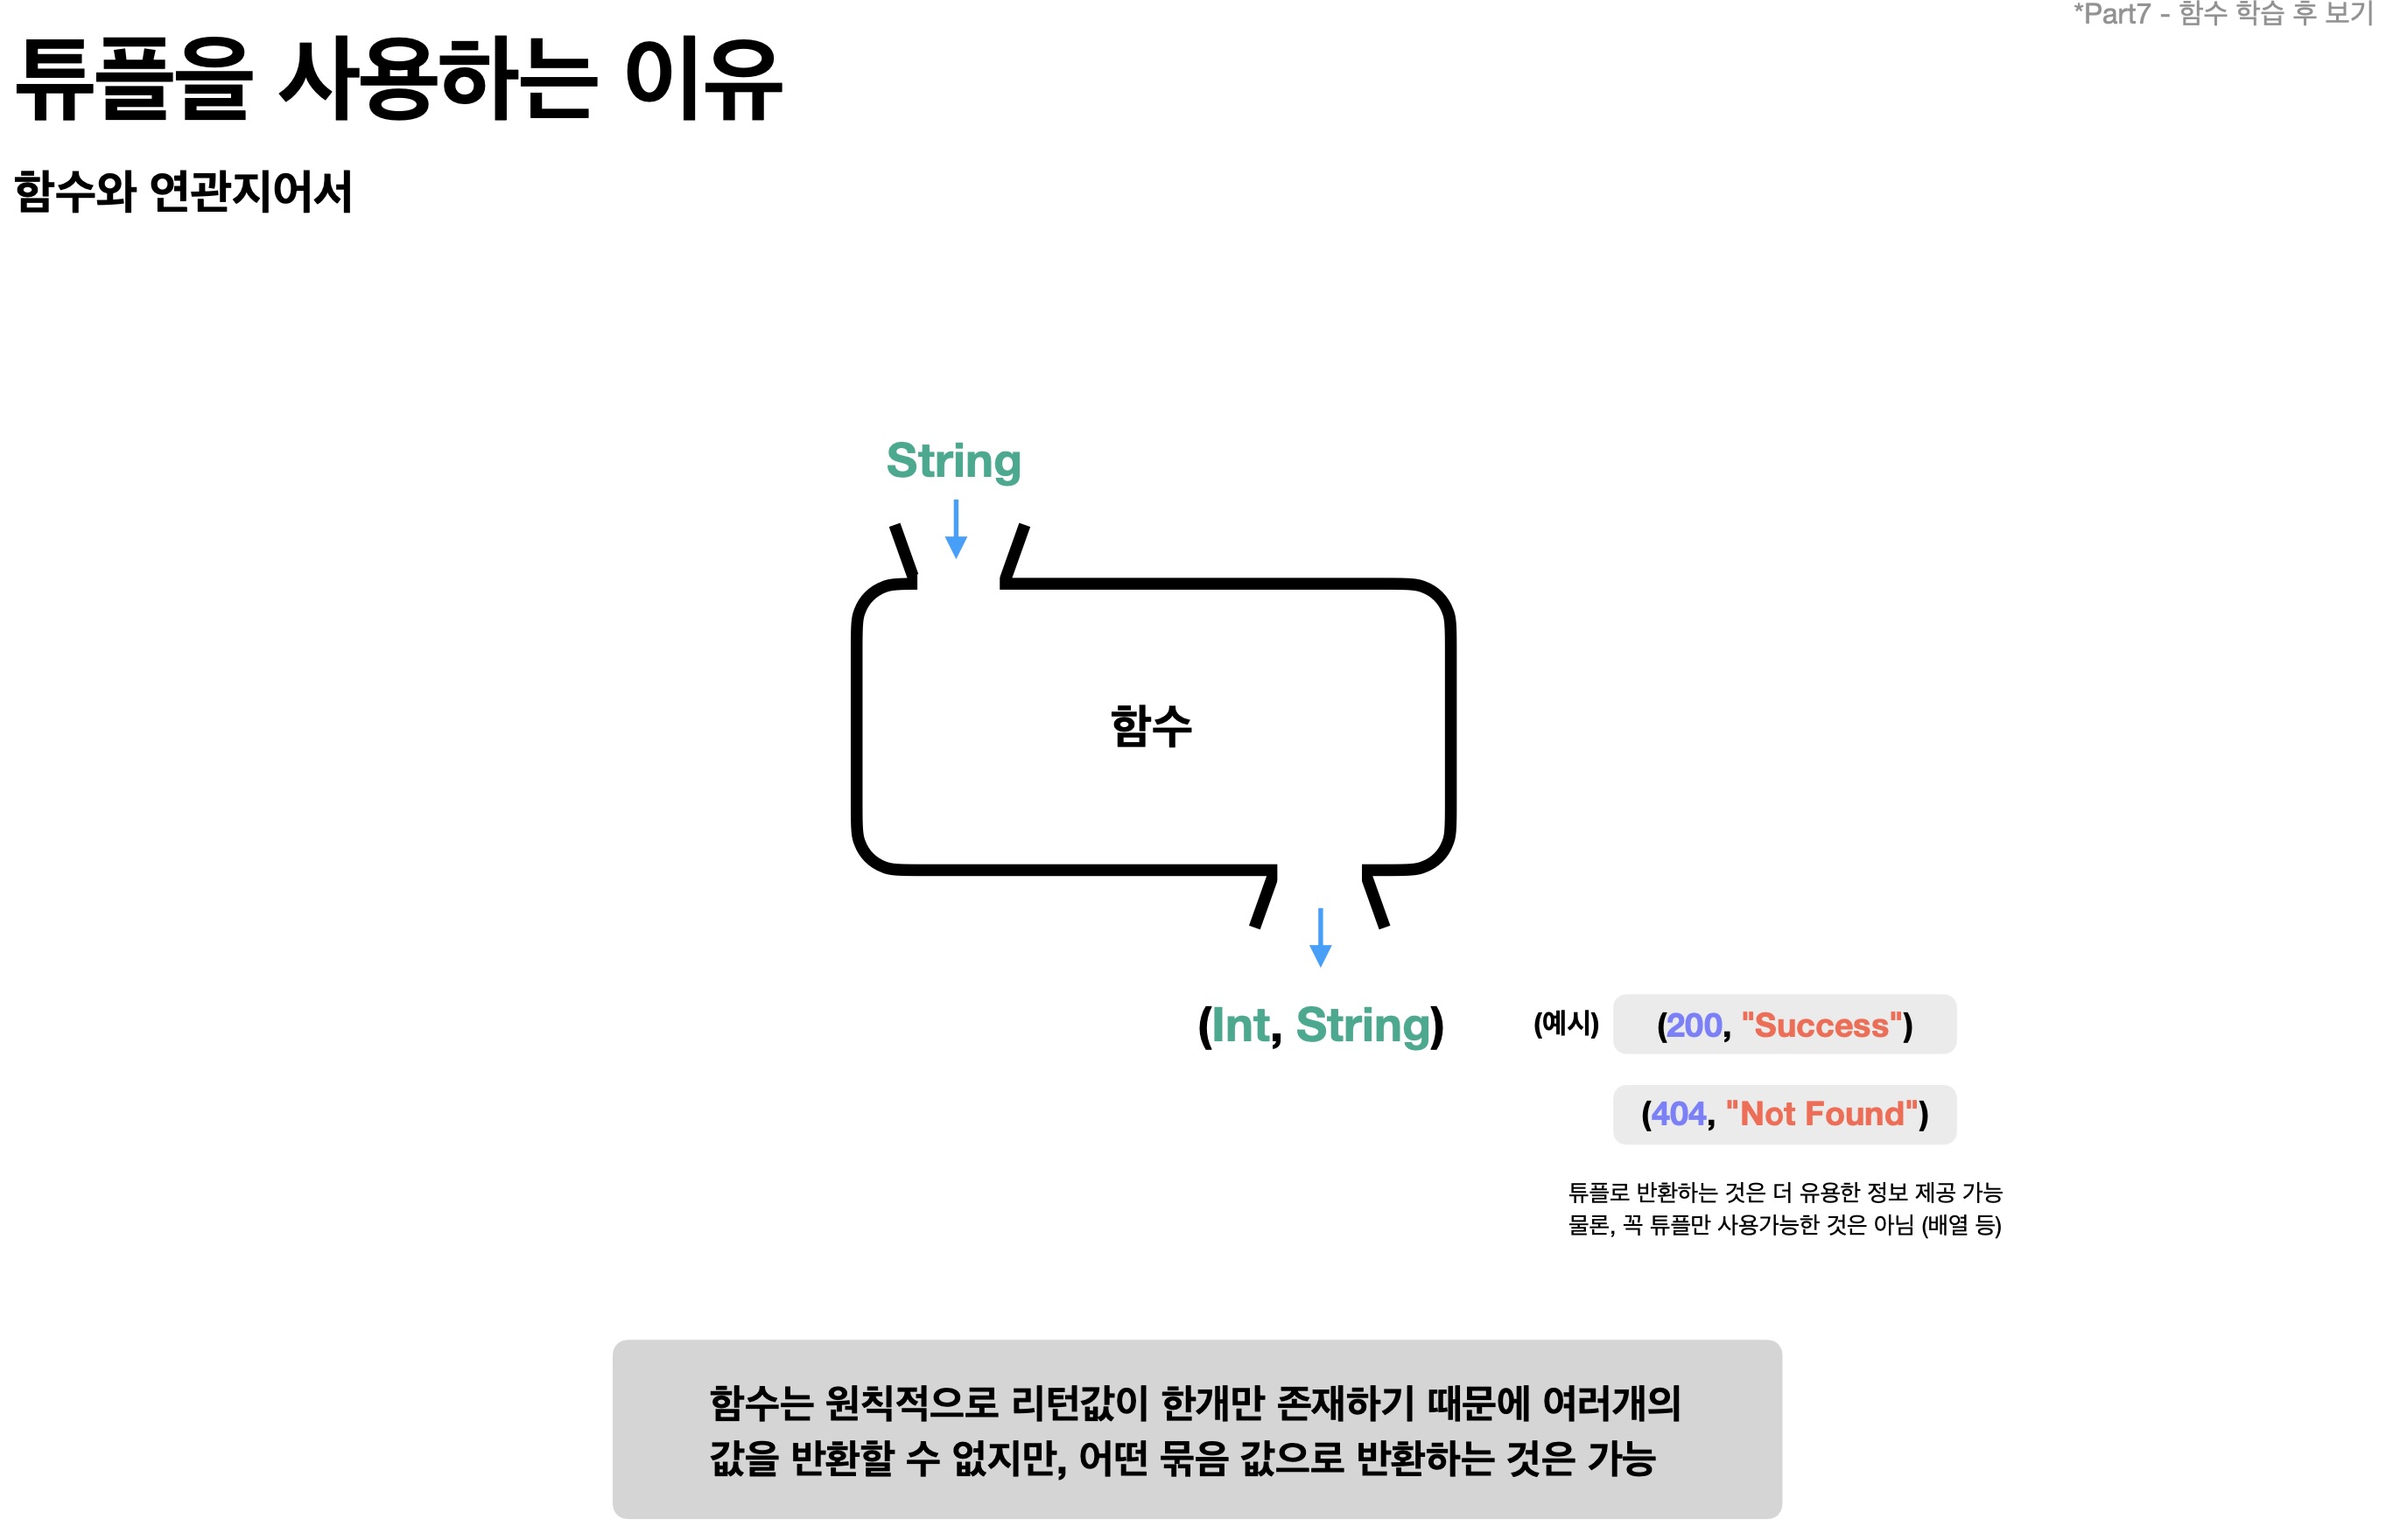 *Part7 - 함수 학습 후 보기
튜플을 사용하는 이유
함수와 연관지어서
String
함수
(Int, String)
(예시)
(200, "Success")
(404, "Not Found")
튜플로 반환하는 것은 더 유용한 정보 제공 가능
물론, 꼭 튜플만 사용가능한 것은 아님 (배열 등)
함수는 원칙적으로 리턴값이 한개만 존재하기 때문에 여러개의
값을 반환할 수 없지만, 어떤 묶음 값으로 반환하는 것은 가능